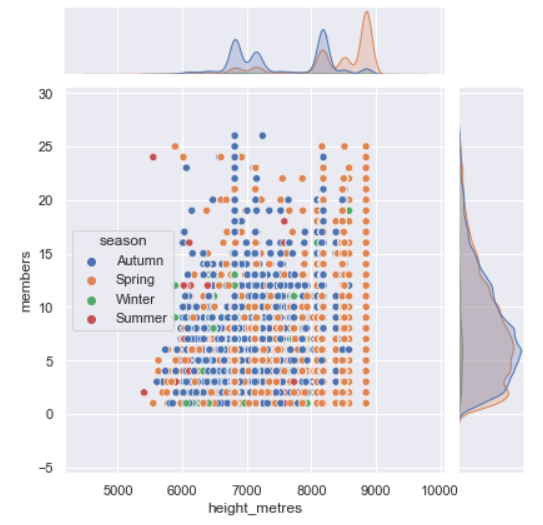 30
25
20
15
10
5
0
−5
members
season
Autumn
Spring
Winter
Summer
5000 6000 7000 8000 9000 10000
height_metres